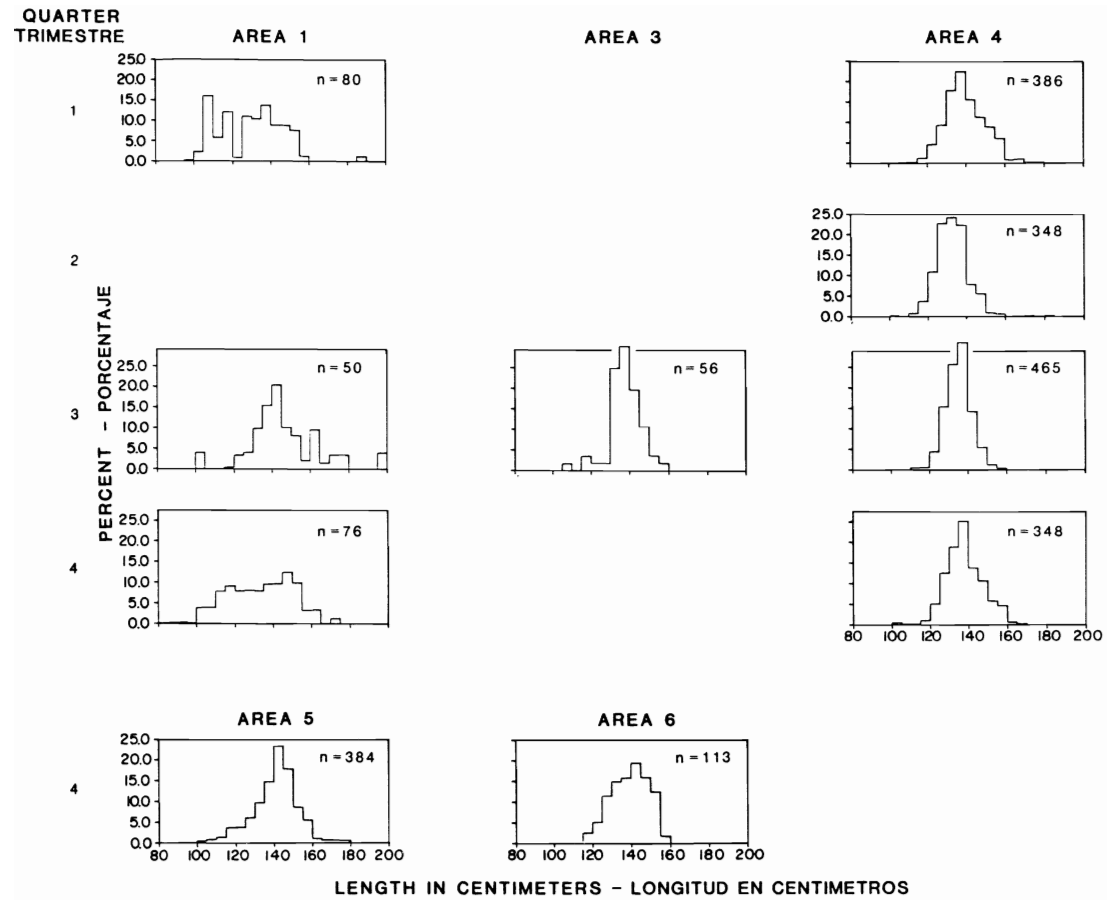 QUARTER
TRIMESTRE
AREA 1
AREA 3
AREA 4
1
25.0
20.0
15.0
10.0
5.0
0.0
n = 80
n = 386
2
25.0
20.0
15.0
10.0
5.0
0.0
n = 348
PERCENT - PORCENTAJE
3
25.0
20.0
15.0
10.0
5.0
0.0
n = 50
n = 56
n = 465
4
25.0
20.0
15.0
10.0
5.0
0.0
n = 76
n = 348
80 100 120 140 160 180 200
AREA 5
AREA 6
4
25.0
20.0
15.0
10.0
5.0
0.0
n = 384
n = 113
80 100 120 140 160 180 200
80 100 120 140 160 180 200
LENGTH IN CENTIMETERS - LONGITUD EN CENTIMETROS